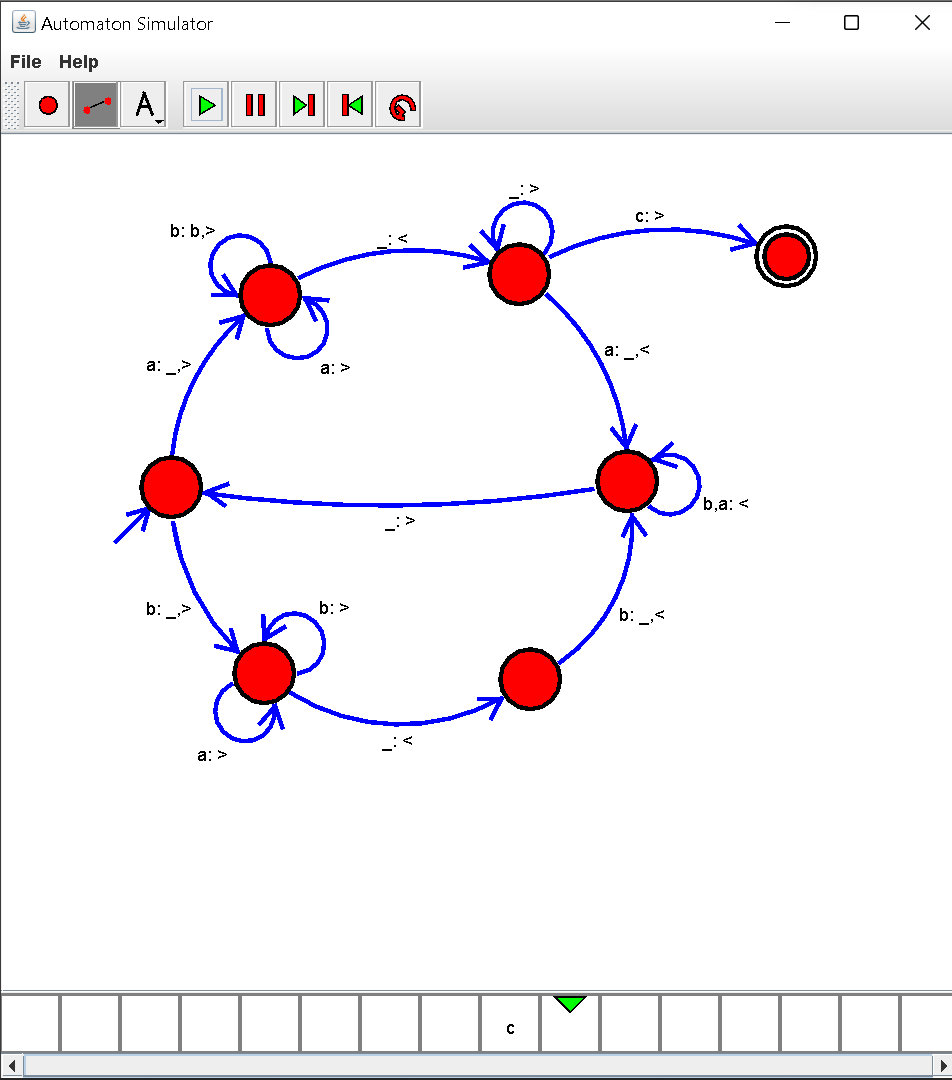 Automaton Simulator
File Help
A
_: >
c: >
b: b,>
_: <
a: _,<
a: _,>
a: >
b,a: <
_: >
b: _,>
b: >
b: _,<
_: <
a: >
c